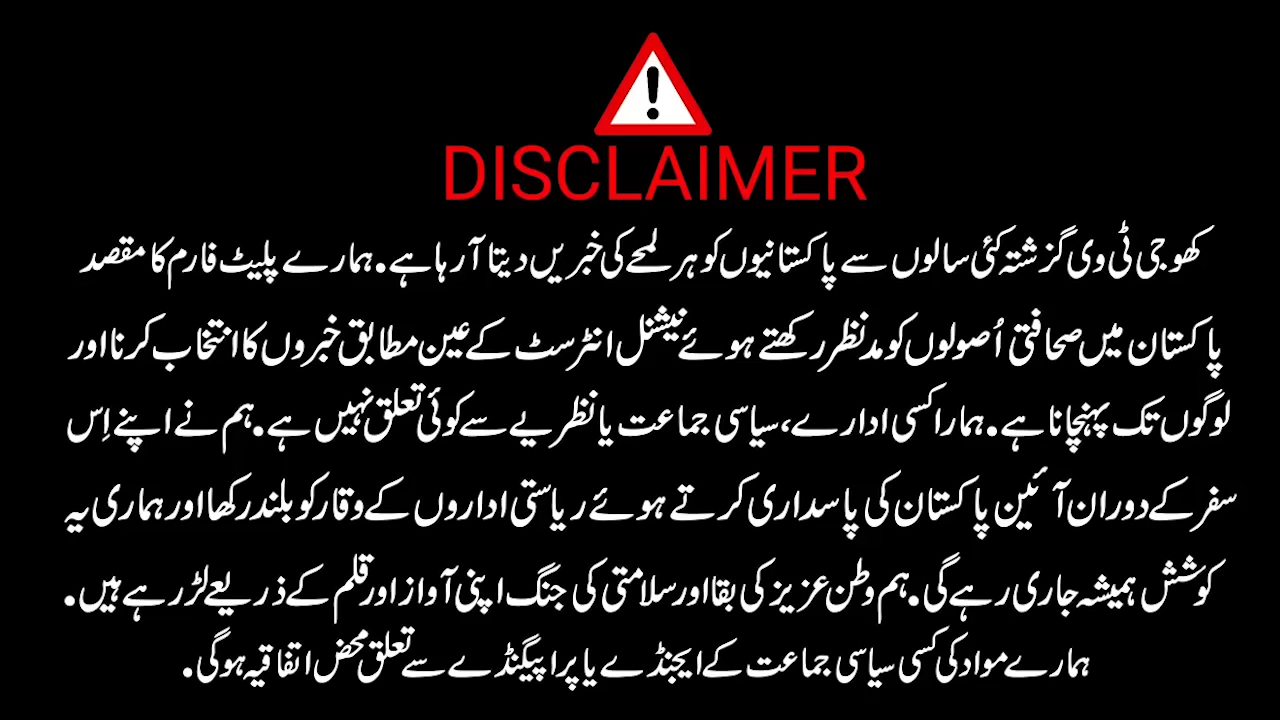 DISCLAIMER
کھوجی ٹی وی گزشتہ کئی سالوں سے پاکستانیوں کو ہر لمحے کی خبریں دیتا آ رہا ہے۔ ہمارے پلیٹ فارم کا مقصد
پاکستان میں صحافتی اُصولوں کو مدنظر رکھتے ہوئے نیشنل انٹرسٹ کے عین مطابق خبروں کا انتخاب کرنا اور
لوگوں تک پہنچانا ہے۔ ہمارا کسی ادارے، سیاسی جماعت یا نظریے سے کوئی تعلق نہیں ہے۔ ہم نے اپنے اِس
سفر کے دوران آئین پاکستان کی پاسداری کرتے ہوئے ریاستی اداروں کے وقار کو بلند رکھا اور ہماری یہ
کوشش ہمیشہ جاری رہے گی۔ ہم وطن عزیز کی بقا اور سلامتی کی جنگ اپنی آواز اور قلم کے ذریعے لڑ رہے ہیں۔
ہمارے مواد کی کسی سیاسی جماعت کے ایجنڈے یا پراپیگنڈے سے تعلق محض اتفاقیہ ہوگی۔